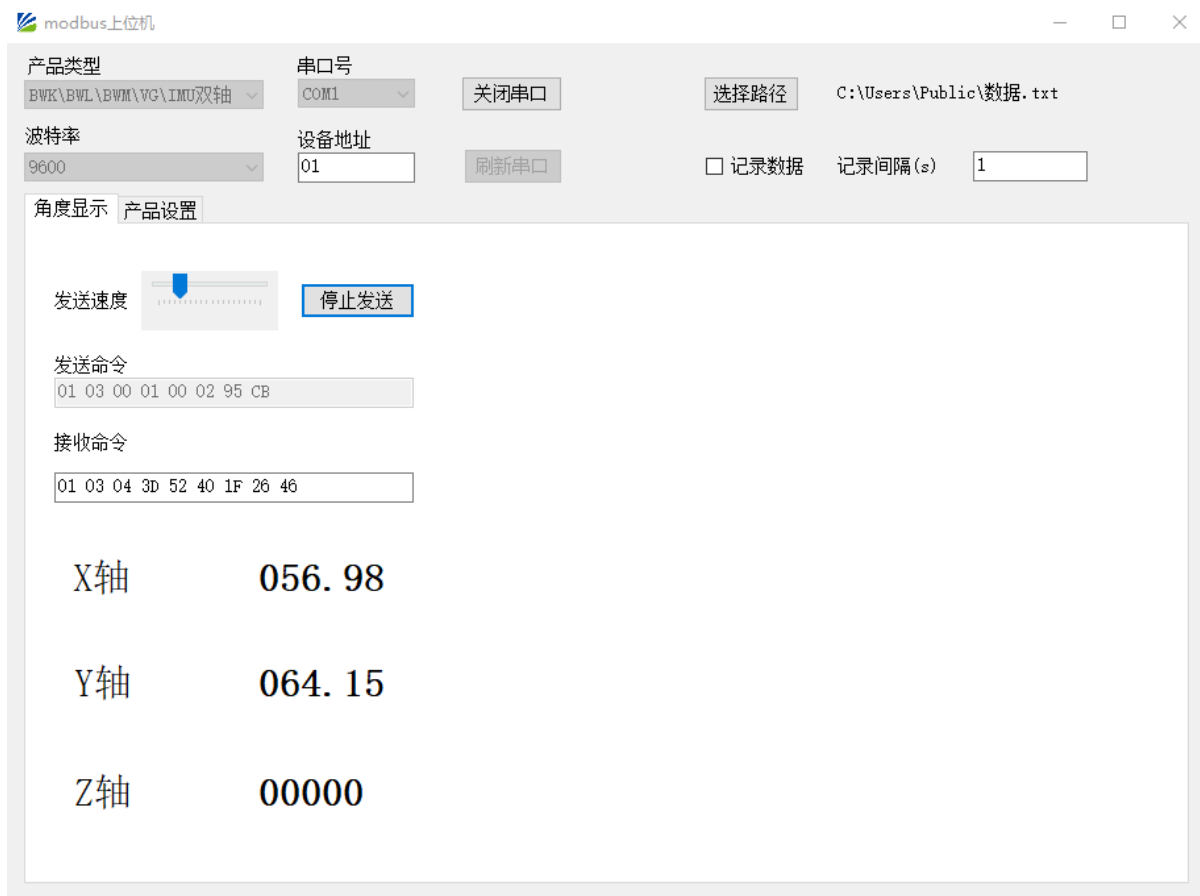 modbus上位机
产品类型
串口号
BWK\BWL\BWM\VG\IMU双轴
COM1
关闭串口
选择路径
C:\Users\Public\数据.txt
波特率
设备地址
9600
01
刷新串口
记录数据
记录间隔(s)
1
角度显示
产品设置
发送速度
停止发送
发送命令
01 03 00 01 00 02 95 CB
接收命令
01 03 04 3D 52 40 1F 26 46
X轴 056.98
Y轴 064.15
Z轴 00000